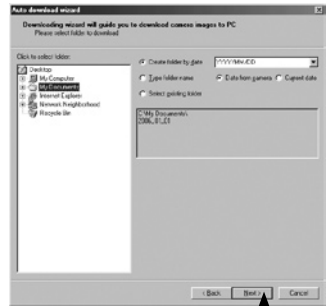 Auto download wizard
Downloading wizard will guide you to download camera images to PC
Please select folder to download
Click to select folder:
Desktop
My Computer
My Documents
Internet Explorer
Network Neighborhood
Recycle Bin
Create folder by date
YYYY/MM/DD
Type folder name
Date from camera
Current date
Select existing folder
C:\My Documents\
2006_01_01
< Back
Next >
Cancel